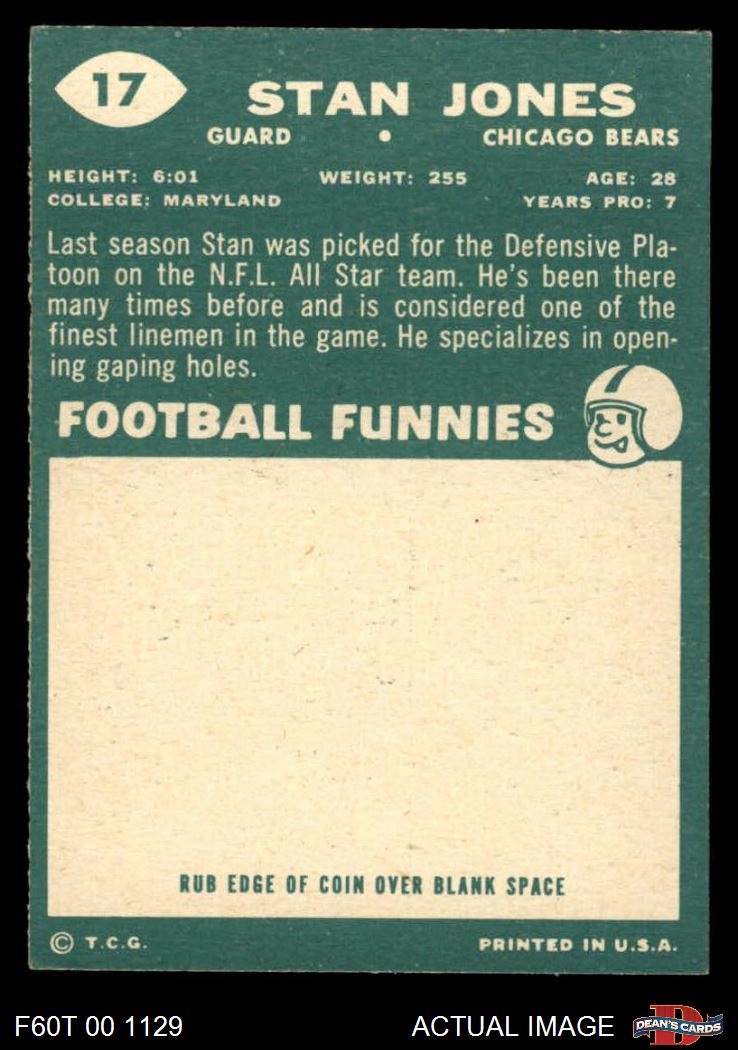 17
STAN JONES
GUARD • CHICAGO BEARS
HEIGHT: 6:01 WEIGHT: 255 AGE: 28
COLLEGE: MARYLAND YEARS PRO: 7
Last season Stan was picked for the Defensive Pla-
toon on the N.F.L. All Star team. He's been there
many times before and is considered one of the
finest linemen in the game. He specializes in open-
ing gaping holes.
FOOTBALL FUNNIES
RUB EDGE OF COIN OVER BLANK SPACE
© T.C.G. PRINTED IN U.S.A.
F60T 00 1129 ACTUAL IMAGE D DEAN'S CARDS